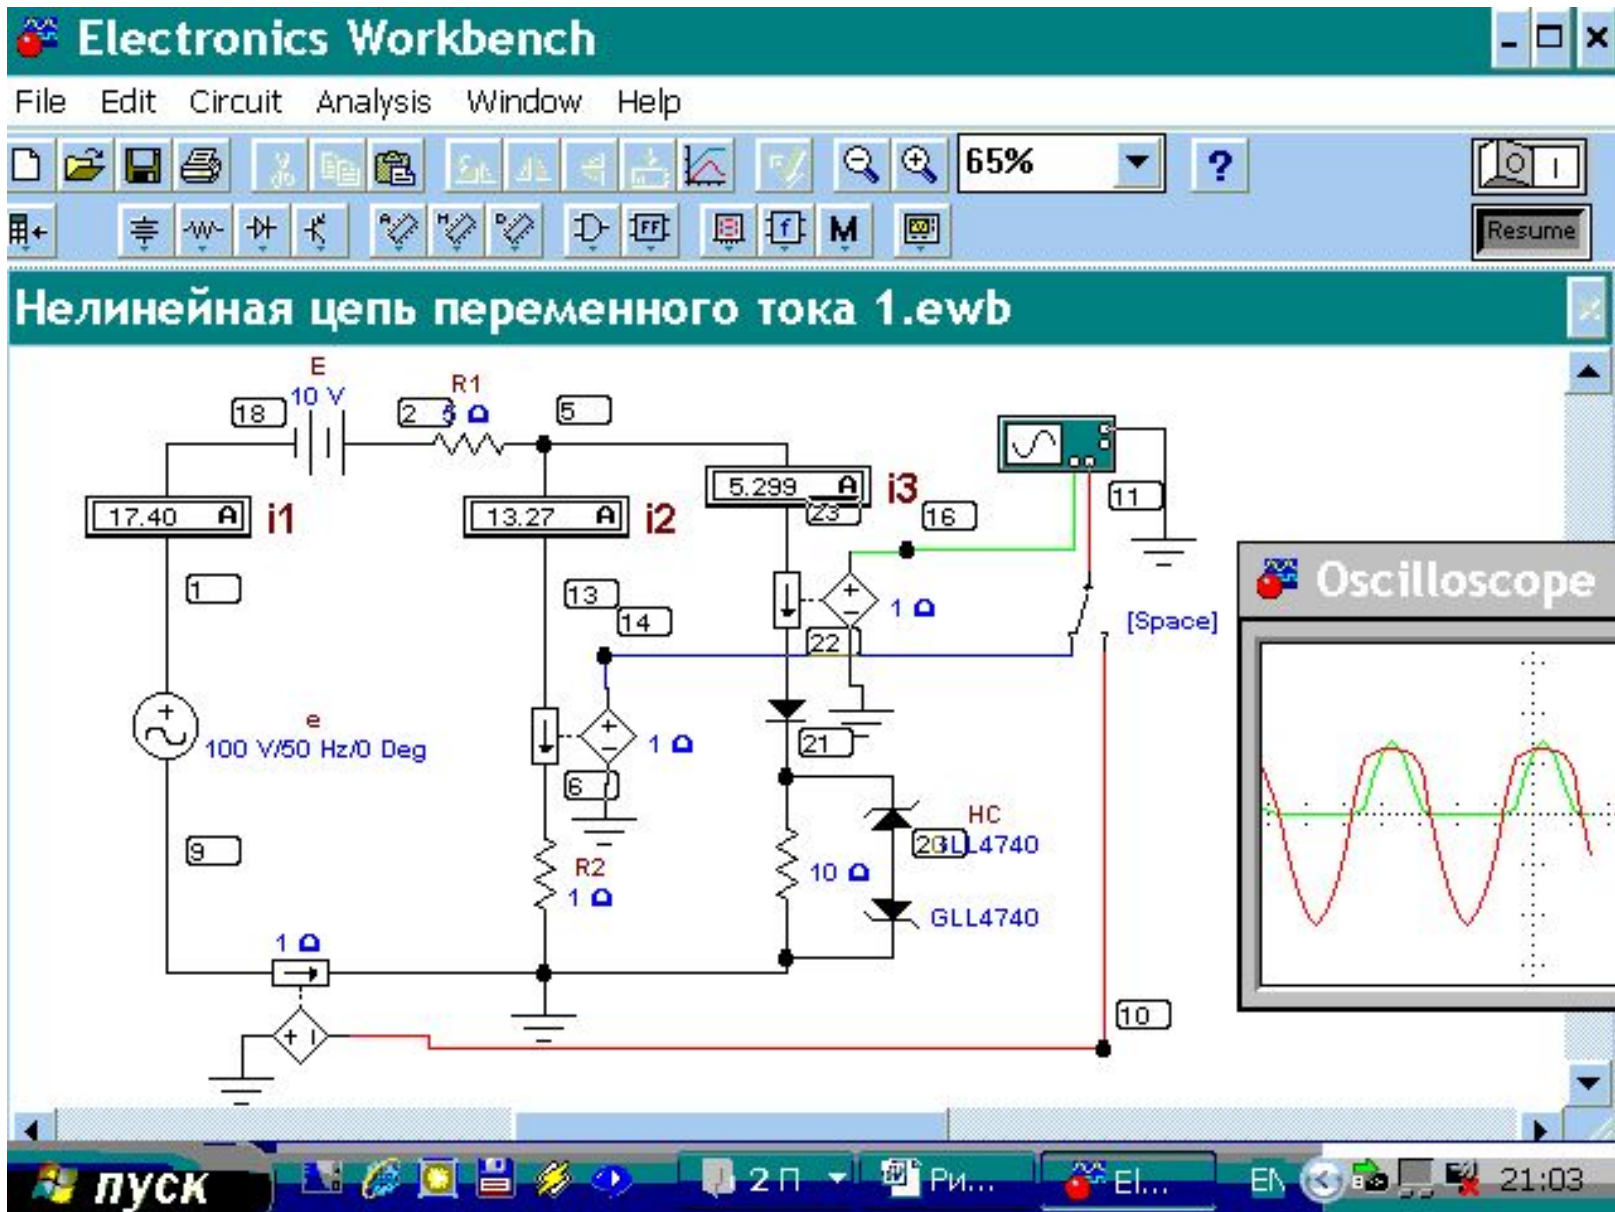 Electronics Workbench
File Edit Circuit Analysis Window Help
65%
?
Resume
M
Нелинейная цепь переменного тока 1.ewb
E
10 V
R1
18
2
5 Ω
5
17.40 A i1
13.27 A i2
5.299 A i3
23
16
11
1
13
14
1 Ω
22
[Space]
Oscilloscope
e
100 V/50 Hz/0 Deg
1 Ω
21
6
9
R2
1 Ω
10 Ω
HC
20
GLL4740
GLL4740
1 Ω
10
пуск
2 П
Ри...
El...
EN
21:03